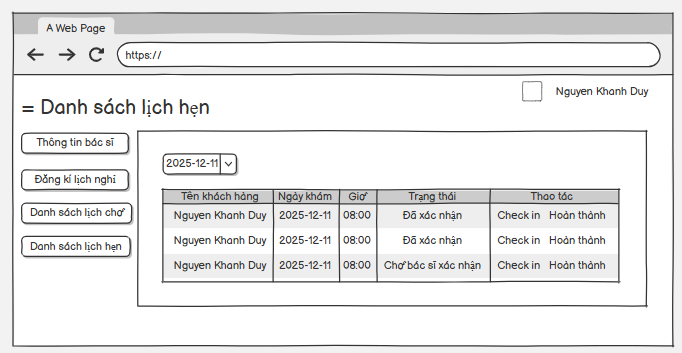 A Web Page
https://
Nguyen Khanh Duy
= Danh sách lịch hẹn
Thông tin bác sĩ
Đăng kí lịch nghỉ
Danh sách lịch chờ
Danh sách lịch hẹn
2025-12-11
Tên khách hàng Ngày khám Giờ Trạng thái Thao tác
Nguyen Khanh Duy 2025-12-11 08:00 Đã xác nhận Check in Hoàn thành
Nguyen Khanh Duy 2025-12-11 08:00 Đã xác nhận Check in Hoàn thành
Nguyen Khanh Duy 2025-12-11 08:00 Chờ bác sĩ xác nhận Check in Hoàn thành